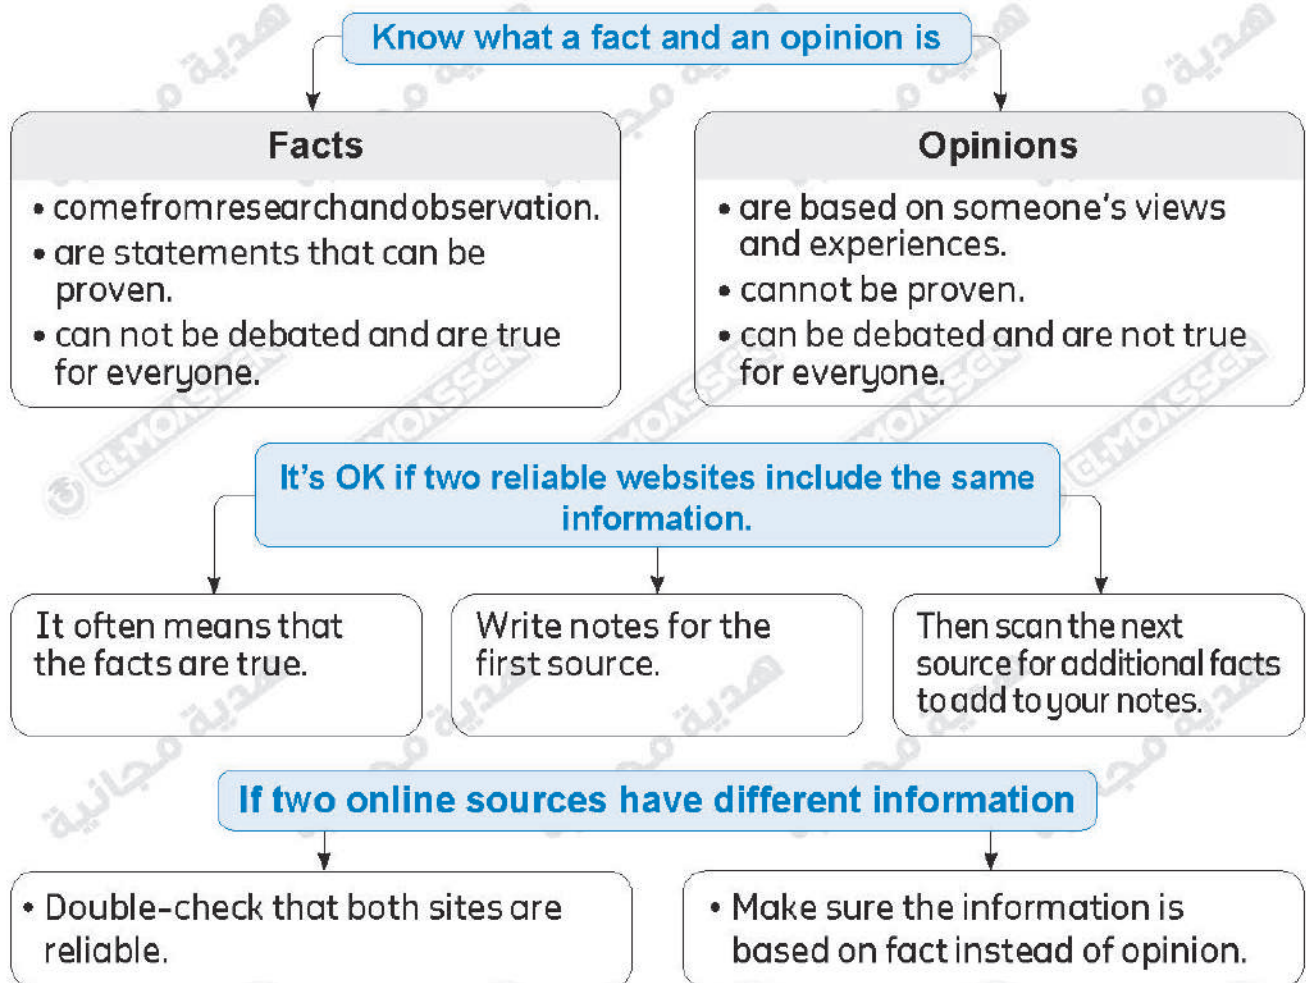 Know what a fact and an opinion is
Facts
• comefromresearchandobservation.
• are statements that can be
proven.
• can not be debated and are true
for everyone.
Opinions
• are based on someone's views
and experiences.
• cannot be proven.
• can be debated and are not true
for everyone.
It's OK if two reliable websites include the same
information.
It often means that
the facts are true.
Write notes for the
first source.
Then scan the next
source for additional facts
to add to your notes.
If two online sources have different information
• Double-check that both sites are
reliable.
• Make sure the information is
based on fact instead of opinion.
هدية مجانية
ELMOASSER